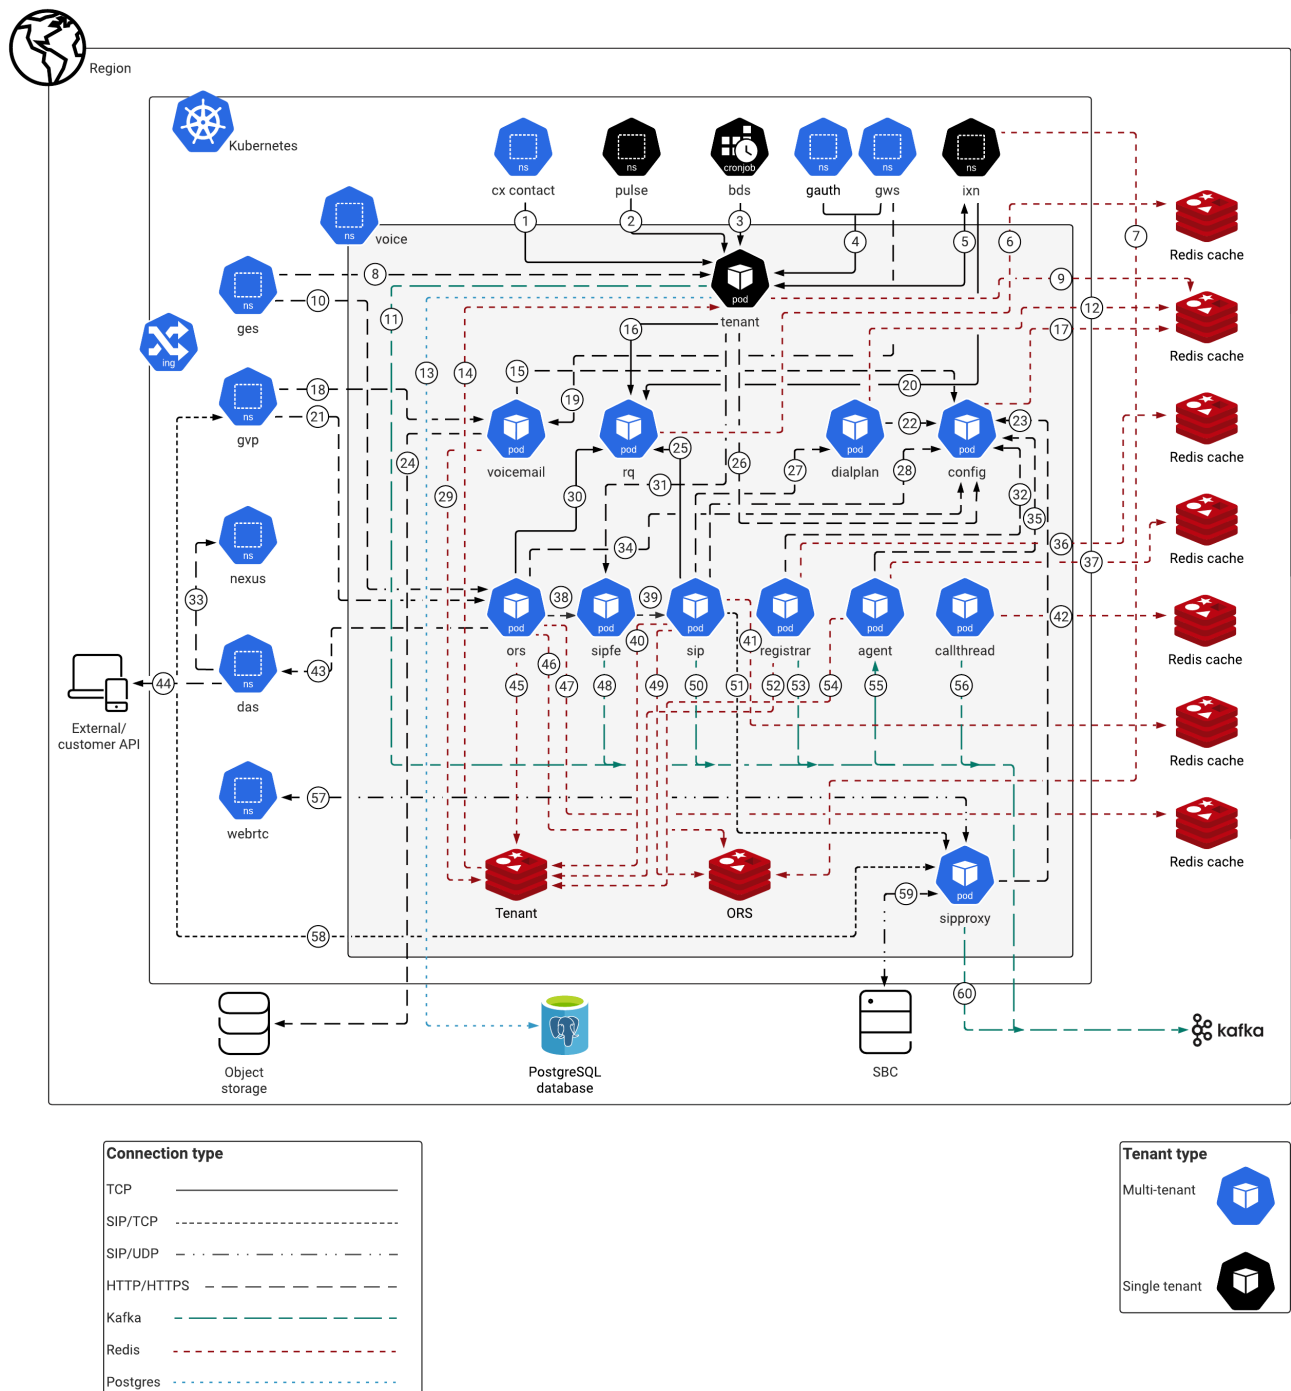 Region
Kubernetes
ns
cx contact
ns
pulse
cronjob
bds
ns
gauth
ns
gws
ns
ixn
ns
voice
1
2
3
4
5
6
7
Redis cache
8
9
10
11
12
ns
ges
pod
tenant
ing
13
14
15
16
17
Redis cache
18
19
20
21
22
23
ns
gvp
pod
voicemail
pod
rq
pod
dialplan
pod
config
Redis cache
24
25
26
27
28
29
30
31
32
33
34
35
36
37
ns
nexus
Redis cache
38
39
40
41
42
pod
ors
pod
sipfe
pod
sip
pod
registrar
pod
agent
pod
callthread
Redis cache
43
44
45
46
47
48
49
50
51
52
53
54
55
56
ns
das
External/
customer API
Redis cache
57
ns
webrtc
Redis cache
Tenant
ORS
58
59
pod
sipproxy
60
Object
storage
PostgreSQL
database
SBC
kafka
Connection type
TCP
SIP/TCP
SIP/UDP
HTTP/HTTPS
Kafka
Redis
Postgres
Tenant type
Multi-tenant
Single tenant